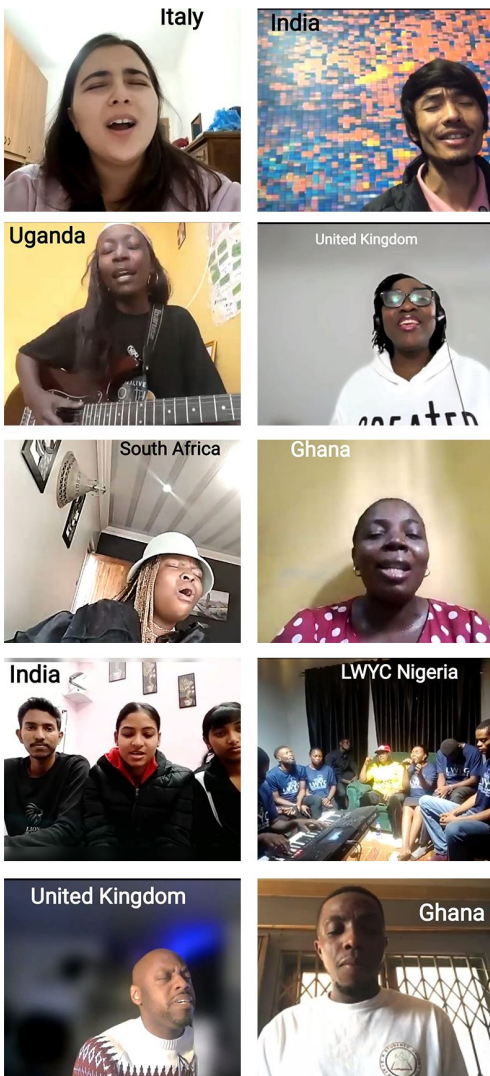 Italy
India
Uganda
United Kingdom
South Africa
Ghana
India
LWYC Nigeria
United Kingdom
Ghana